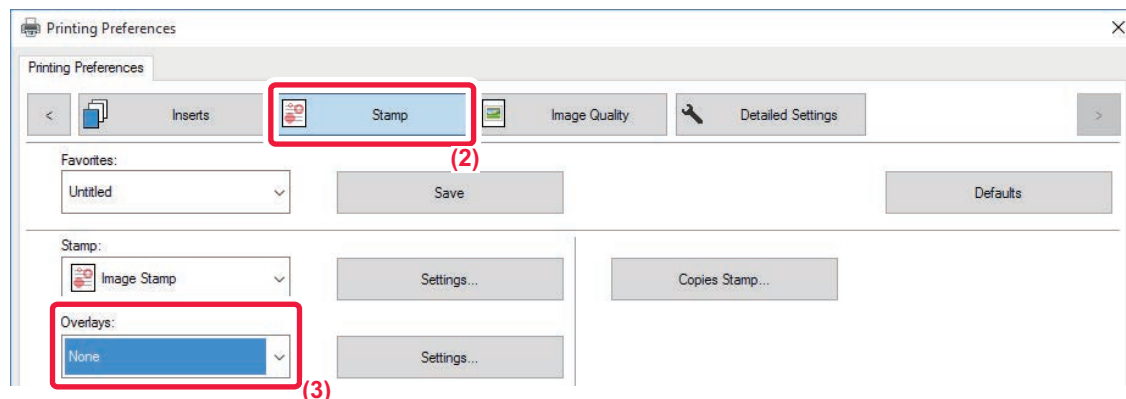 Printing Preferences
Printing Preferences
< Inserts Stamp Image Quality Detailed Settings >
(2)
Favorites:
Untitled Save Defaults
Stamp:
Image Stamp Settings... Copies Stamp...
Overlays:
None Settings...
(3)